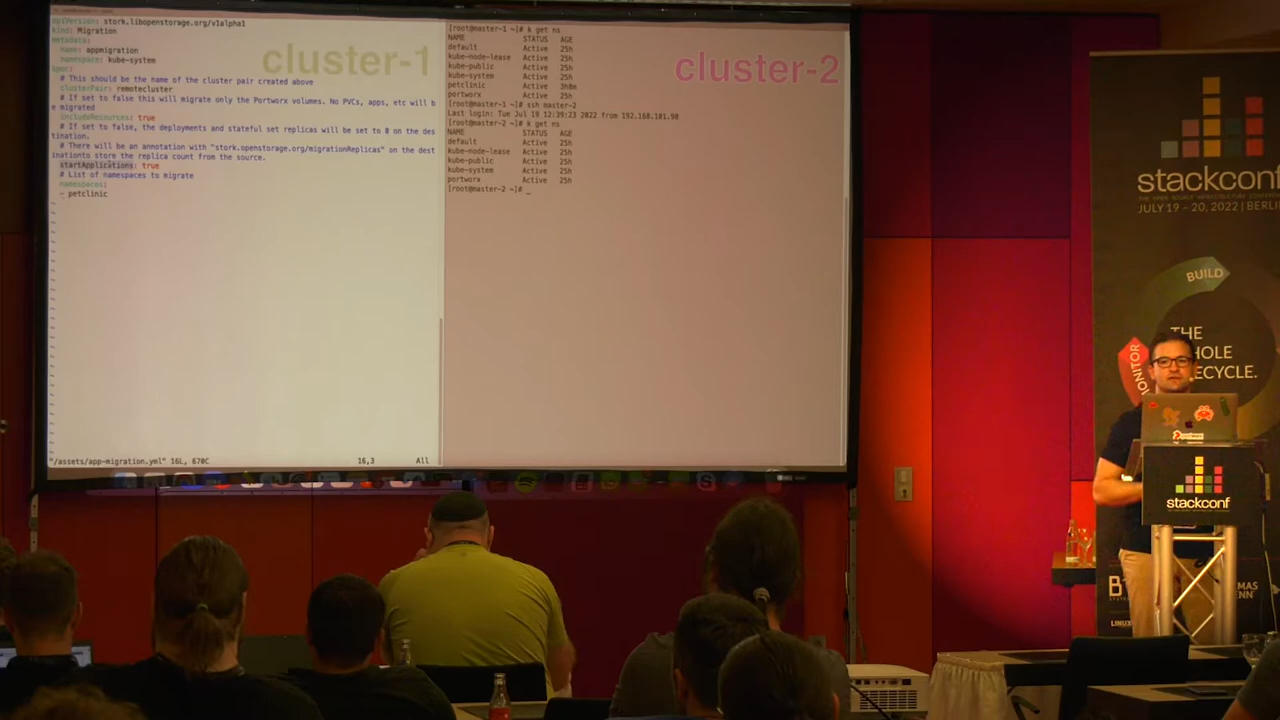 apiVersion: stork.libopenstorage.org/v1alpha1
kind: Migration
metadata:
  name: appmigration
  namespace: kube-system
spec:
  # This should be the name of the cluster pair created above
  clusterPair: remotecluster
  # If set to false this will migrate only the Portworx volumes. No PVCs, apps, etc will b
e migrated
  includeResources: true
  # If set to false, the deployments and stateful set replicas will be set to 0 on the des
tination.
  # There will be an annotation with "stork.openstorage.org/migrationReplicas" on the dest
inationto store the replica count from the source.
  startApplications: true
  # List of namespaces to migrate
  namespaces:
  - petclinic
"/assets/app-migration.yml" 16L, 670C
16,3
All
cluster-1
[root@master-1 ~]# k get ns
NAME STATUS AGE
default Active 25h
kube-node-lease Active 25h
kube-public Active 25h
kube-system Active 25h
petclinic Active 3h8m
portworx Active 25h
[root@master-1 ~]# ssh master-2
Last login: Tue Jul 19 12:39:23 2022 from 192.168.101.90
[root@master-2 ~]# k get ns
NAME STATUS AGE
default Active 25h
kube-node-lease Active 25h
kube-public Active 25h
kube-system Active 25h
portworx Active 25h
[root@master-2 ~]# _
cluster-2
stackconf
JULY 19 – 20, 2022 | BERLI
BUILD
THE
HOLE
ECYCLE.
stackconf
LINUX